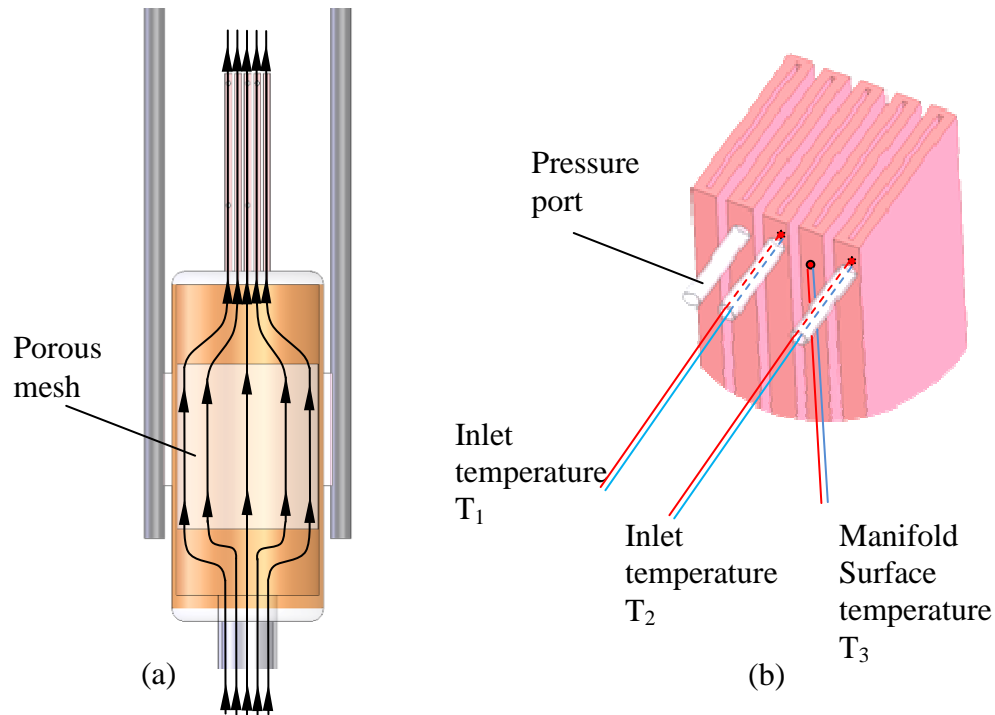 Porous
mesh
(a)
Pressure
port
Inlet
temperature
T₁
Inlet
temperature
T₂
Manifold
Surface
temperature
T₃
(b)